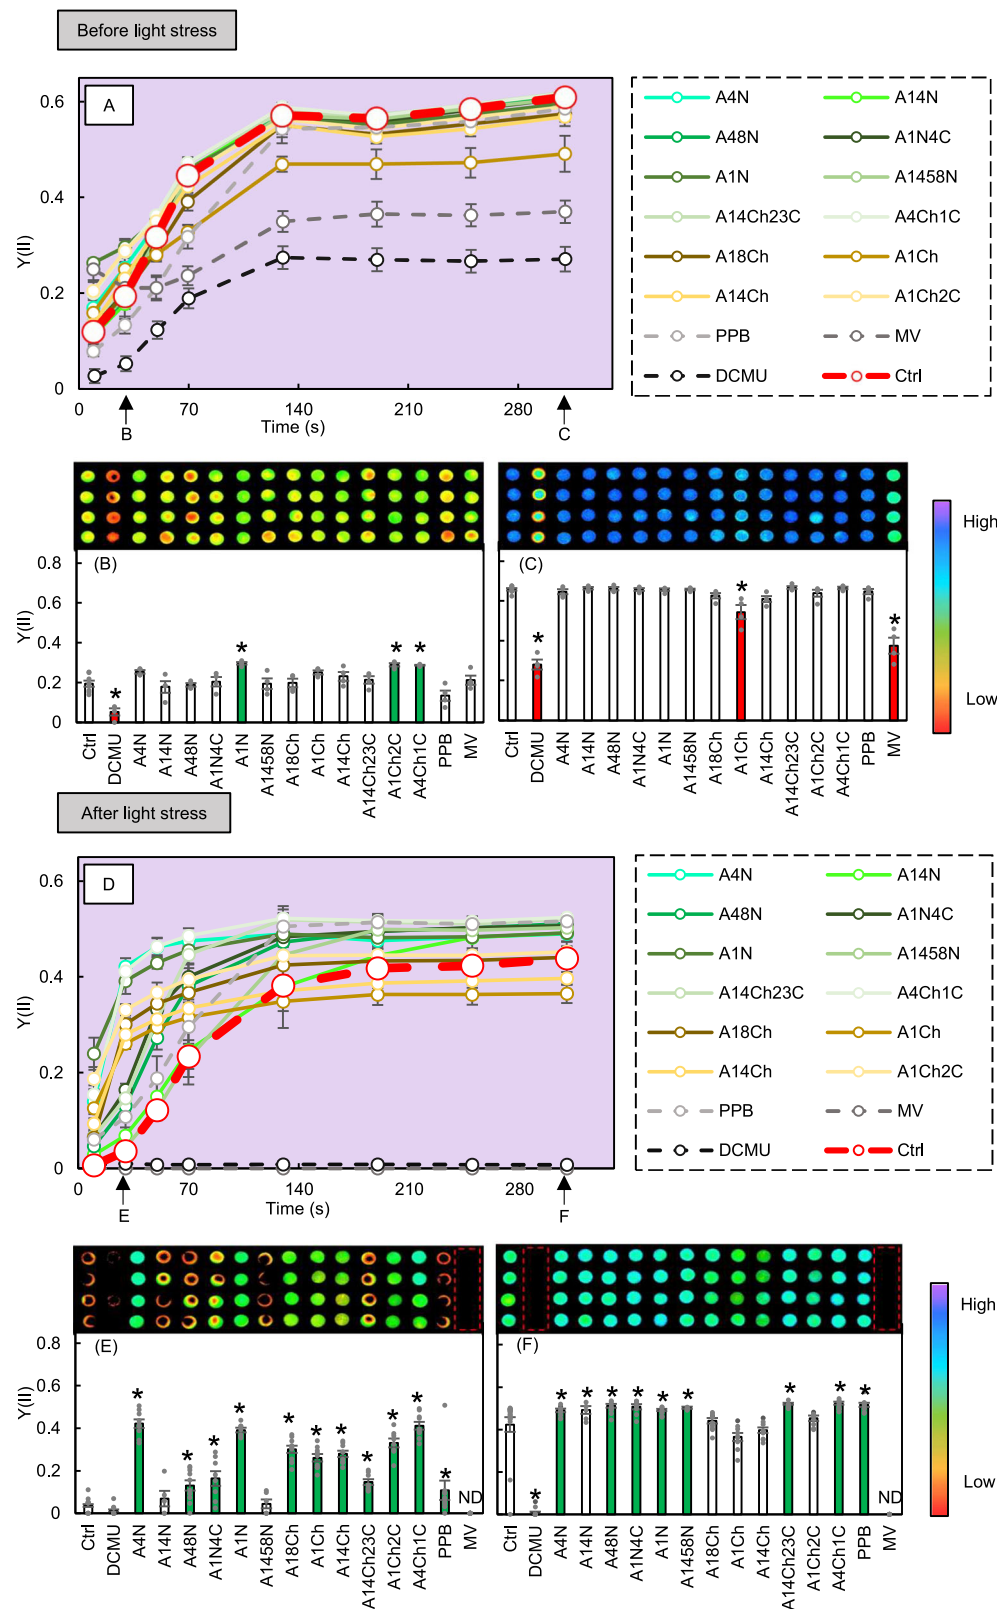 Before light stress
A
0.6
0.4
0.2
0
Y(II)
0 70 140 210 280
Time (s)
B C
A4N A14N
A48N A1N4C
A1N A1458N
A14Ch23C A4Ch1C
A18Ch A1Ch
A14Ch A1Ch2C
PPB MV
DCMU Ctrl
(B) (C)
0.8
0.6
0.4
0.2
0
Y(II)
* * * *
* * *
High
Low
Ctrl DCMU A4N A14N A48N A1N4C A1N A1458N A18Ch A1Ch A14Ch A14Ch23C A1Ch2C A4Ch1C PPB MV
Ctrl DCMU A4N A14N A48N A1N4C A1N A1458N A18Ch A1Ch A14Ch A14Ch23C A1Ch2C A4Ch1C PPB MV
After light stress
D
0.6
0.4
0.2
0
Y(II)
0 70 140 210 280
Time (s)
E F
A4N A14N
A48N A1N4C
A1N A1458N
A14Ch23C A4Ch1C
A18Ch A1Ch
A14Ch A1Ch2C
PPB MV
DCMU Ctrl
(E) (F)
0.8
0.6
0.4
0.2
0
Y(II)
* * * * * * * * * * *
ND
* * * * * * * * * *
ND
High
Low
Ctrl DCMU A4N A14N A48N A1N4C A1N A1458N A18Ch A1Ch A14Ch A14Ch23C A1Ch2C A4Ch1C PPB MV
Ctrl DCMU A4N A14N A48N A1N4C A1N A1458N A18Ch A1Ch A14Ch A14Ch23C A1Ch2C A4Ch1C PPB MV